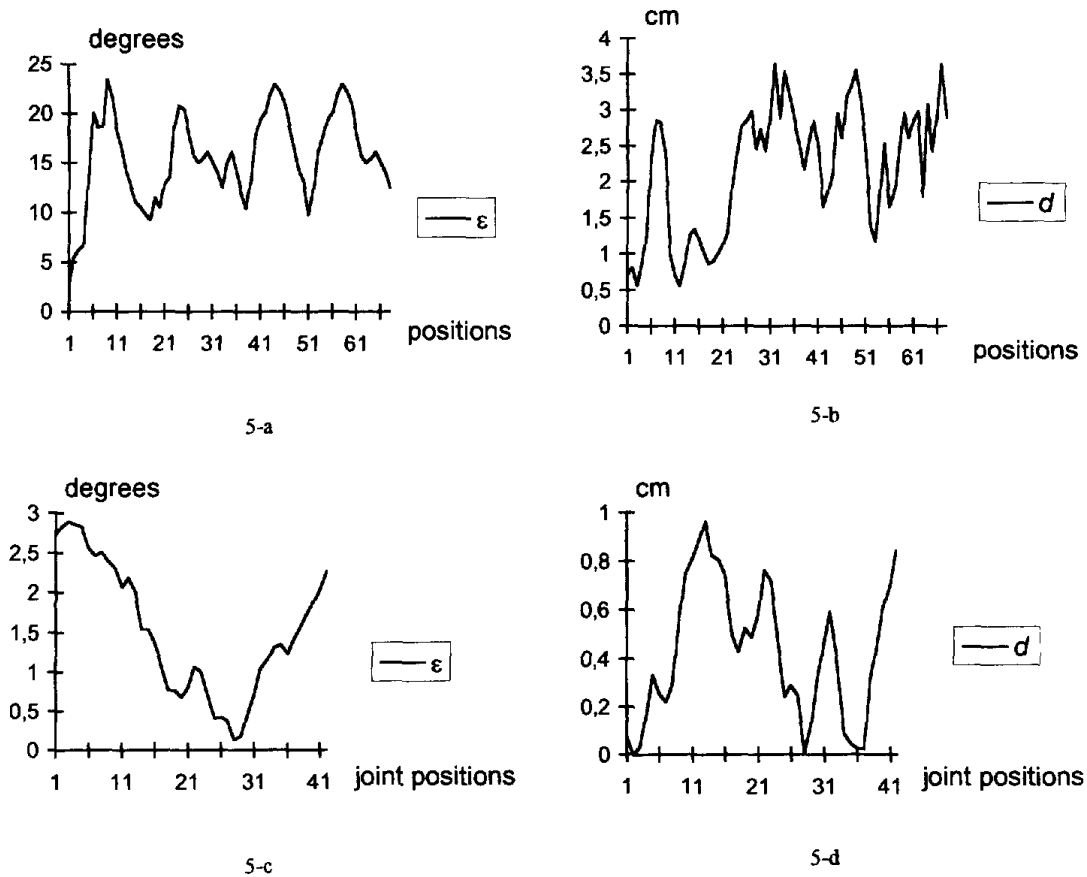 degrees
25
20
15
10
5
0
1 11 21 31 41 51 61
positions
ε
5-a
cm
4
3,5
3
2,5
2
1,5
1
0,5
0
1 11 21 31 41 51 61
positions
d
5-b
degrees
3
2,5
2
1,5
1
0,5
0
1 11 21 31 41
joint positions
ε
5-c
cm
1
0,8
0,6
0,4
0,2
0
1 11 21 31 41
joint positions
d
5-d